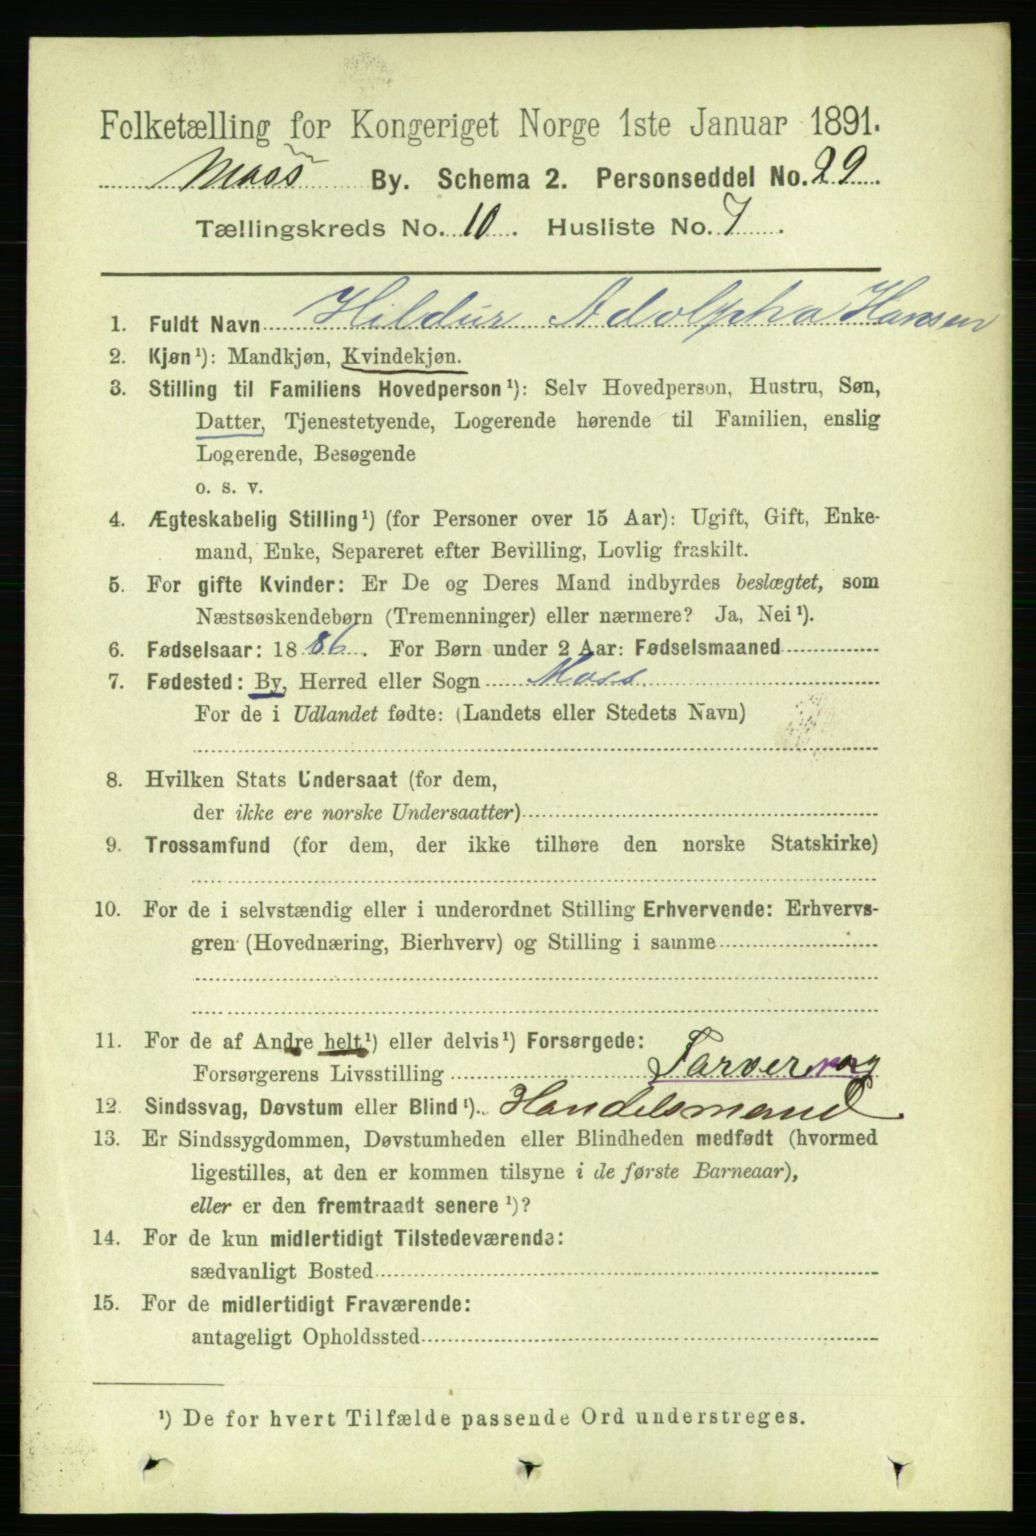 Folketælling for Kongeriget Norge 1ste Januar 1891.
Moss By. Schema 2. Personseddel No. 29
Tællingskreds No. 10. Husliste No. 7.
1. Fuldt Navn Hildur Adolpha Hansen
2. Kjøn¹): Mandkjøn, Kvindekjøn.
3. Stilling til Familiens Hovedperson¹): Selv Hovedperson, Hustru, Søn,
Datter, Tjenestetyende, Logerende hørende til Familien, enslig
Logerende, Besøgende
o. s. v.
4. Ægteskabelig Stilling¹) (for Personer over 15 Aar): Ugift, Gift, Enke-
mand, Enke, Separeret efter Bevilling, Lovlig fraskilt.
5. For gifte Kvinder: Er De og Deres Mand indbyrdes beslægtet, som
Næstsøskendebørn (Tremenninger) eller nærmere? Ja, Nei¹).
6. Fødselsaar: 1886. For Børn under 2 Aar: Fødselsmaaned
7. Fødested: By, Herred eller Sogn Moss
For de i Udlandet fødte: (Landets eller Stedets Navn)
8. Hvilken Stats Undersaat (for dem,
der ikke ere norske Undersaatter)
9. Trossamfund (for dem, der ikke tilhøre den norske Statskirke)
10. For de i selvstændig eller i underordnet Stilling Erhvervende: Erhvervs-
gren (Hovednæring, Bierhverv) og Stilling i samme
11. For de af Andre helt¹) eller delvis¹) Forsørgede:
Forsørgerens Livsstilling Farver og
12. Sindssvag, Døvstum eller Blind¹). Handelsmand
13. Er Sindssygdommen, Døvstumheden eller Blindheden medfødt (hvormed
ligestilles, at den er kommen tilsyne i de første Barneaar),
eller er den fremtraadt senere¹)?
14. For de kun midlertidigt Tilstedeværende:
sædvanligt Bosted
15. For de midlertidigt Fraværende:
antageligt Opholdssted
¹) De for hvert Tilfælde passende Ord understreges.